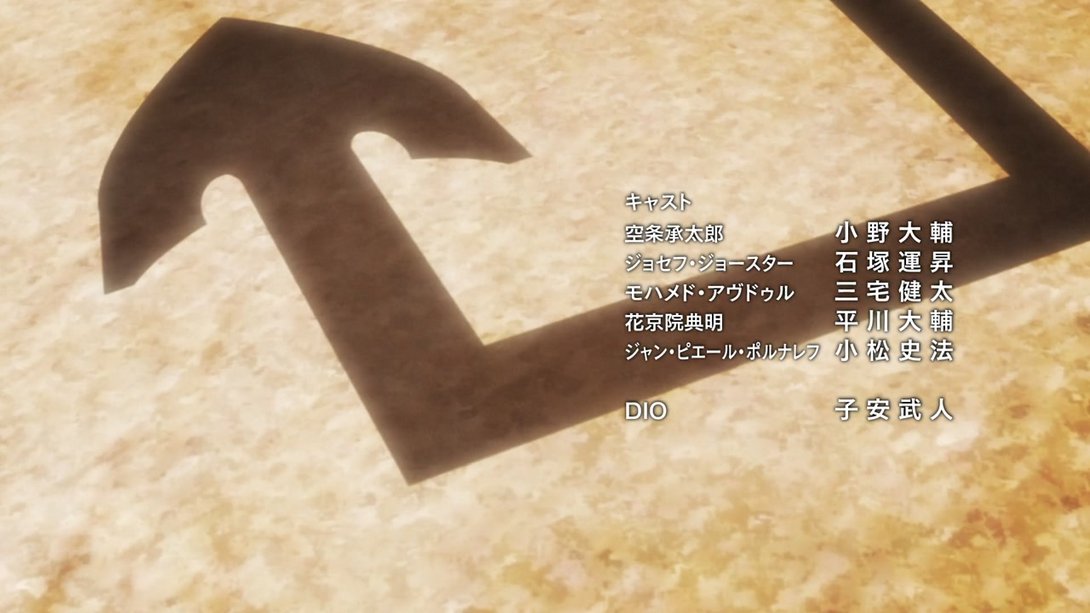 キャスト
空条承太郎 小野大輔
ジョセフ・ジョースター 石塚運昇
モハメド・アヴドゥル 三宅健太
花京院典明 平川大輔
ジャン・ピエール・ポルナレフ 小松史法
DIO 子安武人